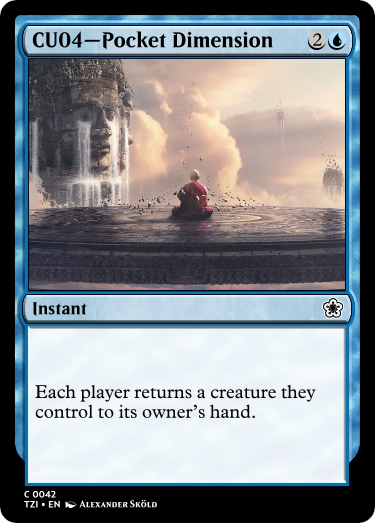 CU04—Pocket Dimension 2
Instant
Each player returns a creature they
control to its owner's hand.
C 0042
TZI • EN Alexander Sköld